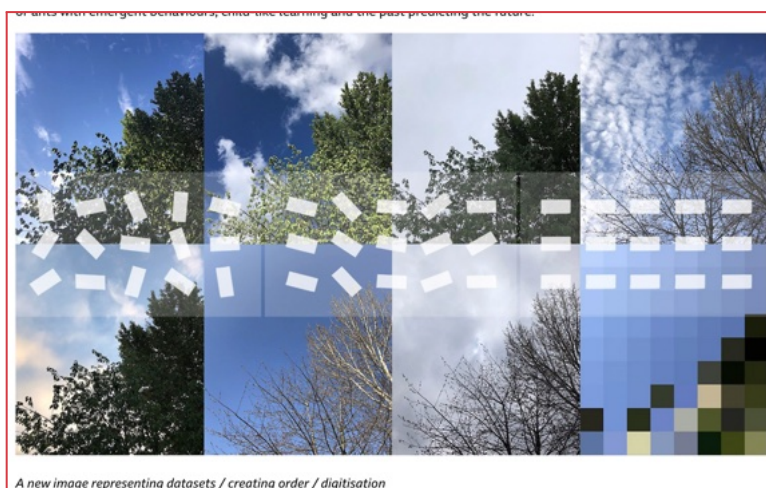 of ants with emergent behaviours, child-like learning and the past predicting the future.
A new image representing datasets / creating order / digitisation